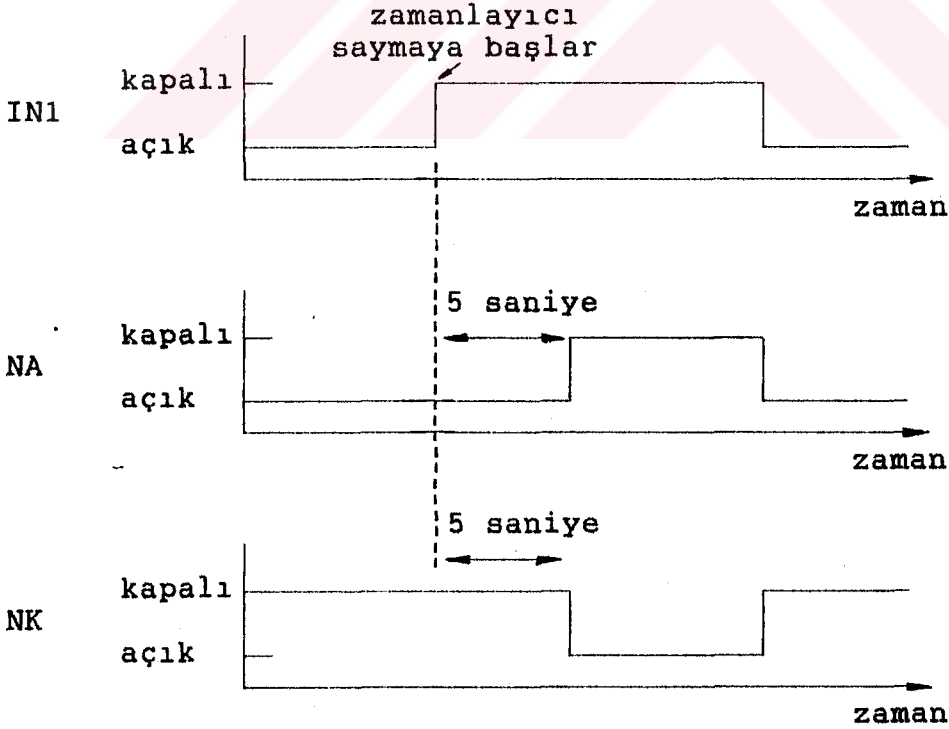 zamanlayıcı
saymaya başlar
IN1
kapalı
açık
zaman
5 saniye
NA
kapalı
açık
zaman
5 saniye
NK
kapalı
açık
zaman